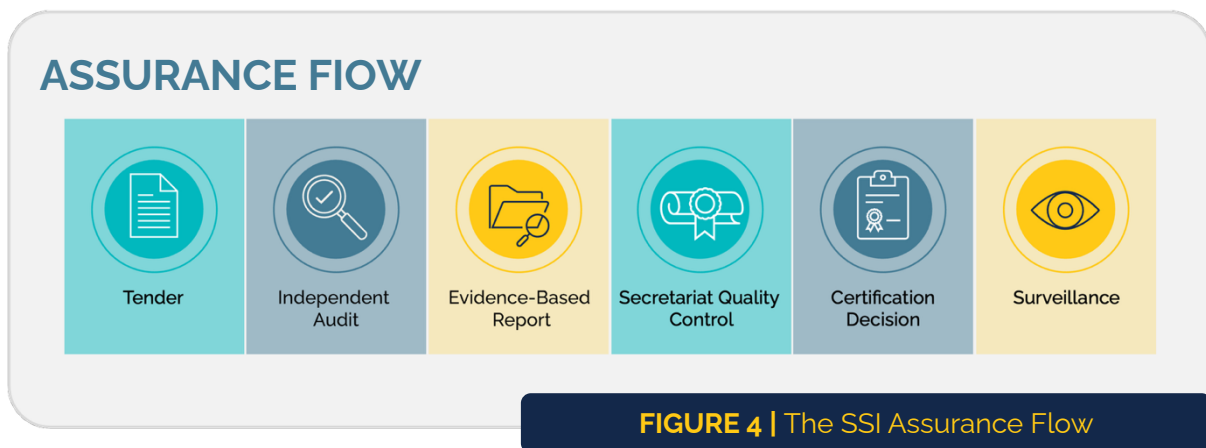 ASSURANCE FlOW
Tender
Independent
Audit
Evidence-Based
Report
Secretariat Quality
Control
Certification
Decision
Surveillance
FIGURE 4 | The SSI Assurance Flow